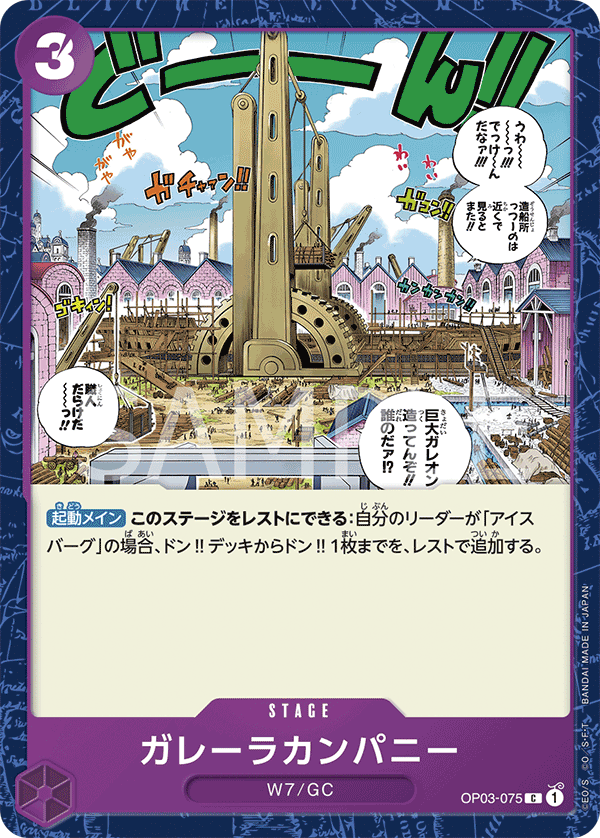 3
どーん!!
うわ〜
〜〜っ!!!
でっけ〜ん
だなァ!!!
造船所
っつーのは
近くで
見ると
また!!
がやがや
ガチャァン!!
わいわい
ガコン!!
カンカンカン!
ゴキィン!
職人
だらけだ
〜〜っ!!
巨大ガレオン
造ってんぞ!!
誰のだァ!?
SAMPLE
起動メイン このステージをレストにできる：自分のリーダーが「アイス
バーグ」の場合、ドン!!デッキからドン!!1枚までを、レストで追加する。
STAGE
ガレーラカンパニー
W7/GC
OP03-075 C 1
©E.O/S. ©O. S・F・T BANDAI MADE IN JAPAN